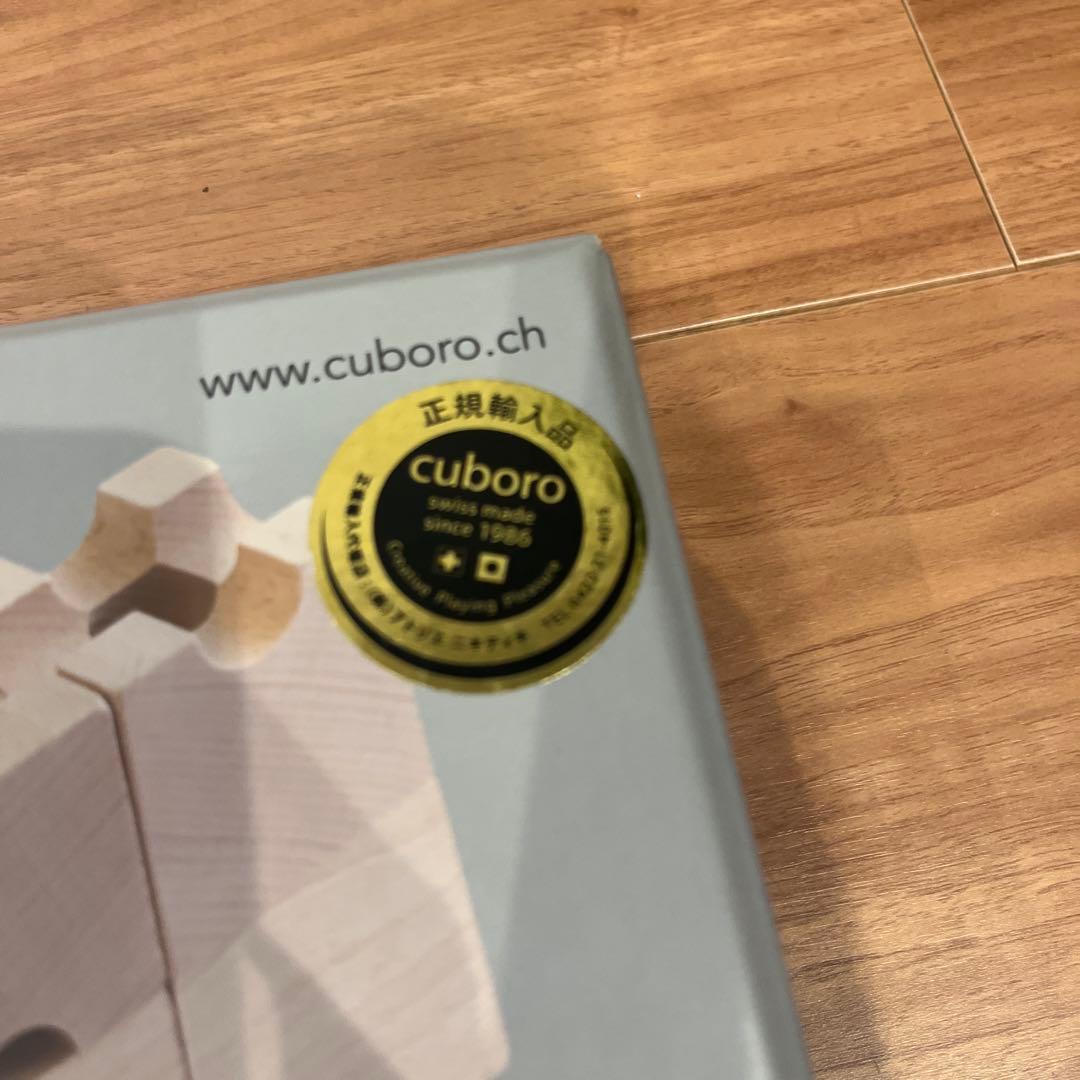 www.cuboro.ch
正規輸入品
cuboro
swiss made
since 1986
Creative Playing Pleasure